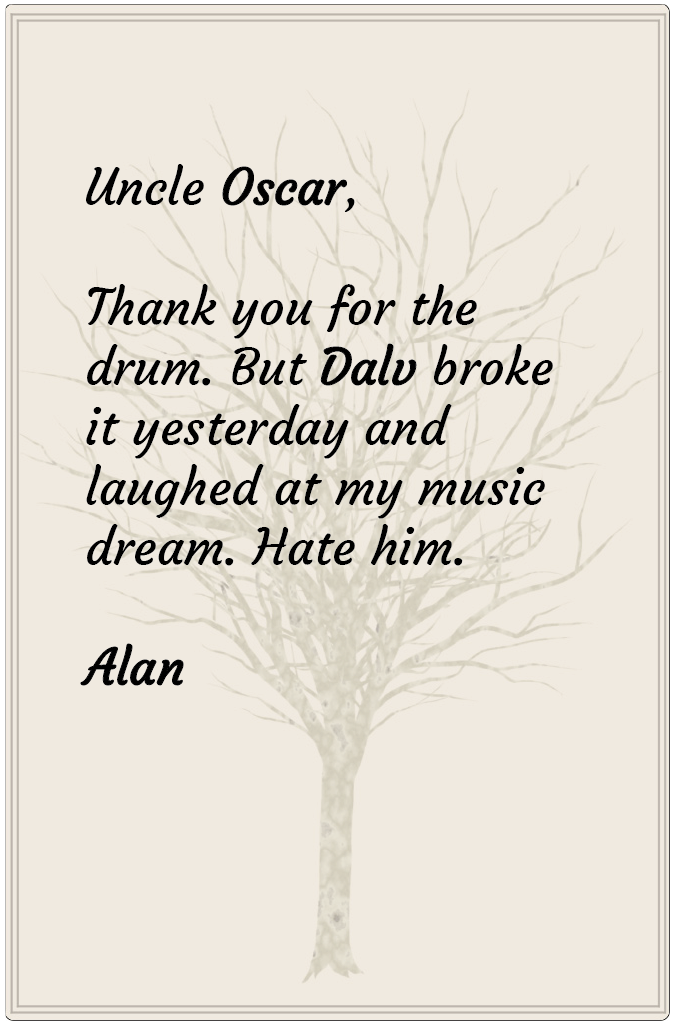 Uncle Oscar,
Thank you for the
drum. But Dalv broke
it yesterday and
laughed at my music
dream. Hate him.
Alan